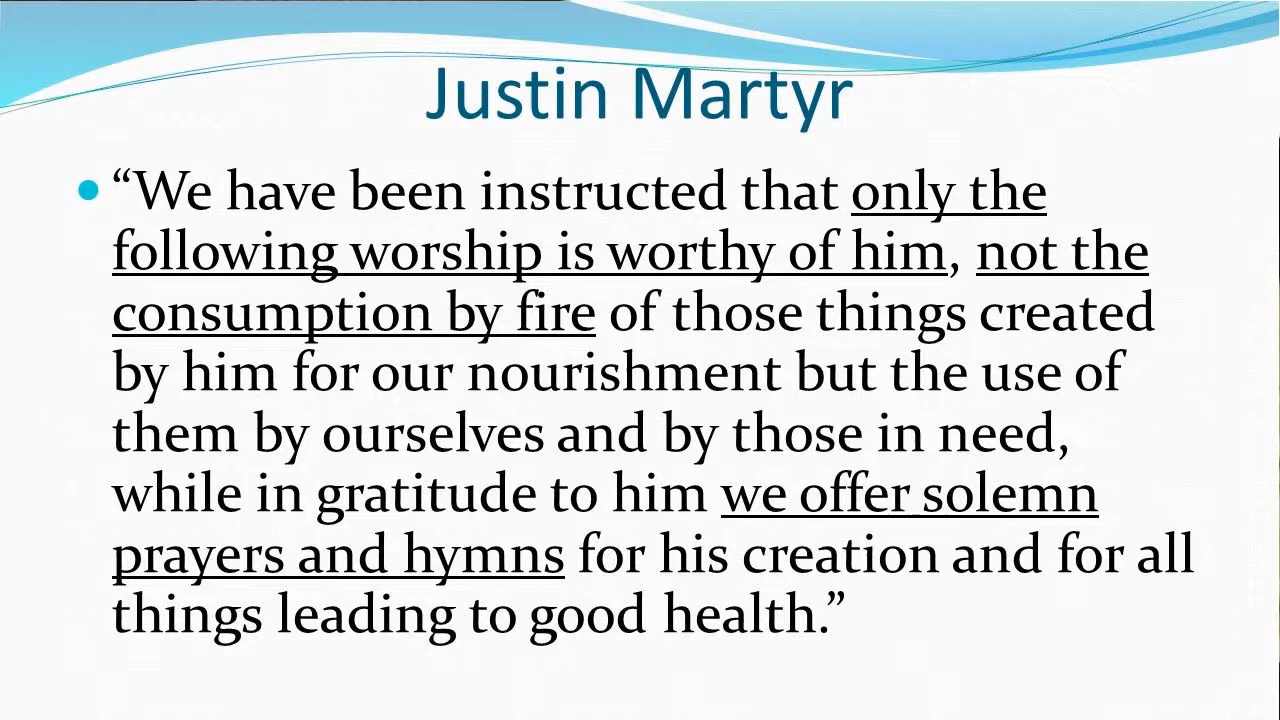 Justin Martyr
• “We have been instructed that only the
following worship is worthy of him, not the
consumption by fire of those things created
by him for our nourishment but the use of
them by ourselves and by those in need,
while in gratitude to him we offer solemn
prayers and hymns for his creation and for all
things leading to good health.”